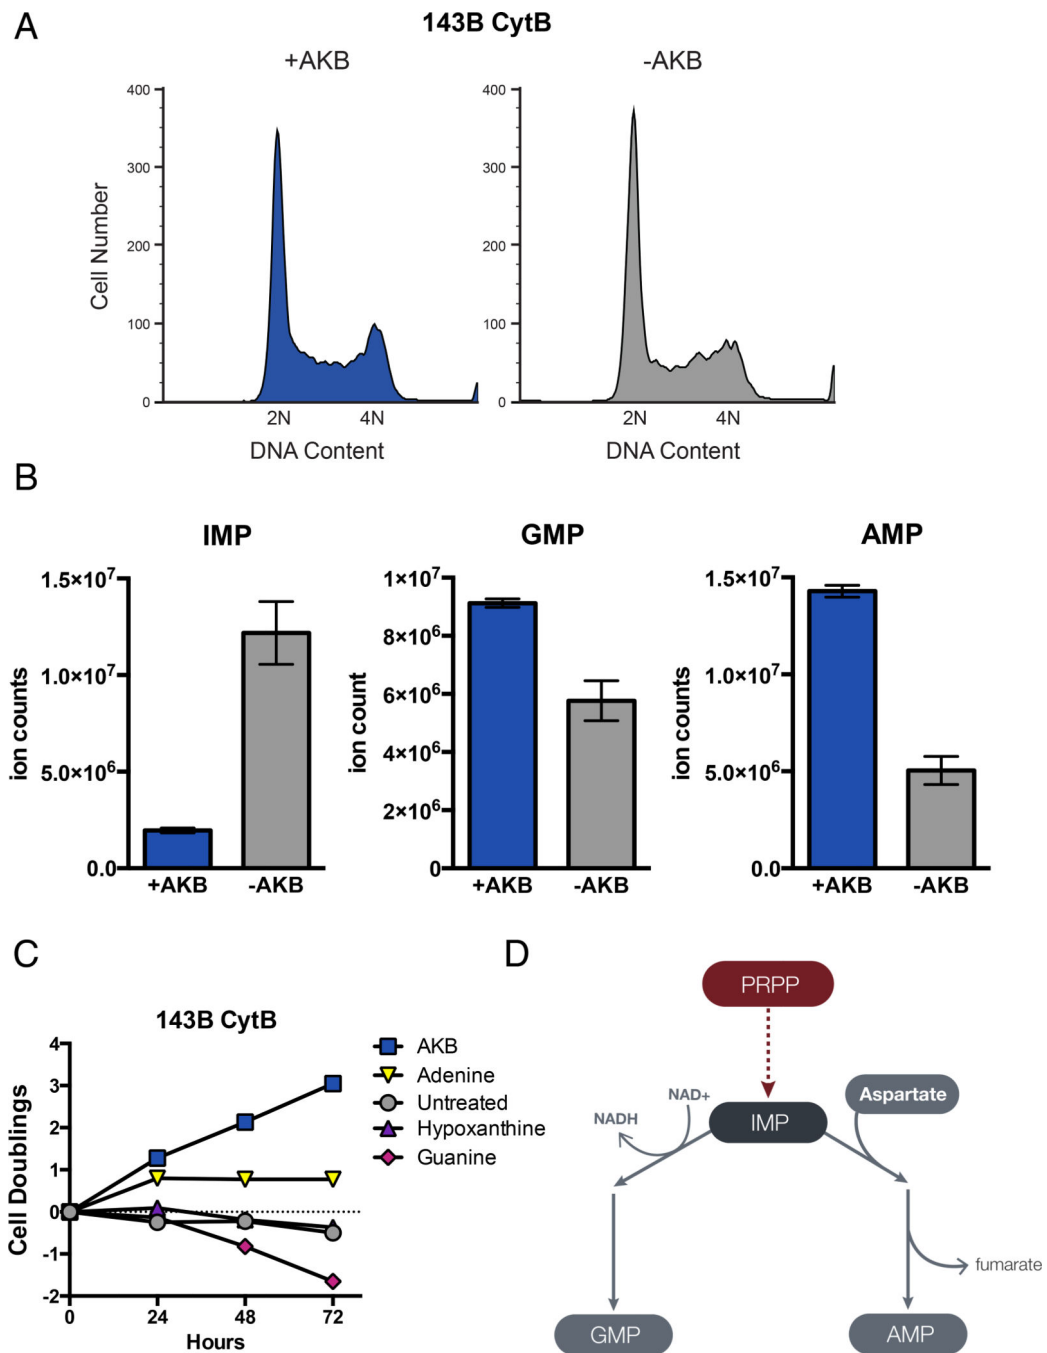 A
143B CytB
+AKB
-AKB
400
300
200
100
0
Cell Number
2N
4N
DNA Content
400
300
200
100
0
2N
4N
DNA Content
B
IMP
1.5×10⁷
1.0×10⁷
5.0×10⁶
0.0
ion counts
+AKB
-AKB
GMP
1×10⁷
8×10⁶
6×10⁶
4×10⁶
2×10⁶
0
ion count
+AKB
-AKB
AMP
1.5×10⁷
1.0×10⁷
5.0×10⁶
0.0
ion counts
+AKB
-AKB
C
143B CytB
4
3
2
1
0
-1
-2
Cell Doublings
0
24
48
72
Hours
AKB
Adenine
Untreated
Hypoxanthine
Guanine
D
PRPP
NAD+
NADH
IMP
Aspartate
fumarate
GMP
AMP